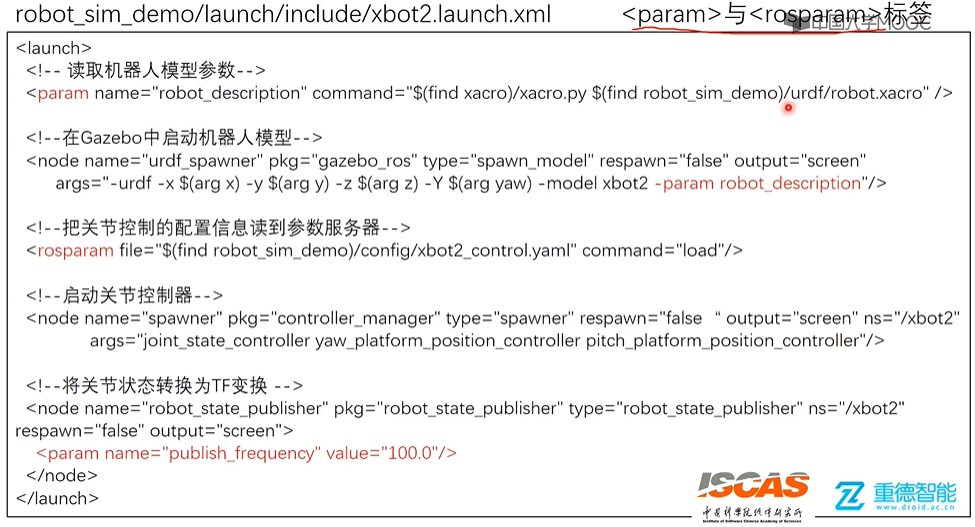 robot_sim_demo/launch/include/xbot2.launch.xml <param>与<rosparam>标签
中国大学MOOC
<launch>
<!-- 读取机器人模型参数-->
<param name="robot_description" command="$(find xacro)/xacro.py $(find robot_sim_demo)/urdf/robot.xacro" />
<!--在Gazebo中启动机器人模型-->
<node name="urdf_spawner" pkg="gazebo_ros" type="spawn_model" respawn="false" output="screen"
args="-urdf -x $(arg x) -y $(arg y) -z $(arg z) -Y $(arg yaw) -model xbot2 -param robot_description"/>
<!--把关节控制的配置信息读到参数服务器-->
<rosparam file="$(find robot_sim_demo)/config/xbot2_control.yaml" command="load"/>
<!--启动关节控制器-->
<node name="spawner" pkg="controller_manager" type="spawner" respawn="false “ output="screen" ns="/xbot2"
args="joint_state_controller yaw_platform_position_controller pitch_platform_position_controller"/>
<!--将关节状态转换为TF变换 -->
<node name="robot_state_publisher" pkg="robot_state_publisher" type="robot_state_publisher" ns="/xbot2"
respawn="false" output="screen">
<param name="publish_frequency" value="100.0"/>
</node>
</launch>
ISCAS
中国科学院软件研究所
Institute of Software Chinese Academy of Sciences
重德智能
www.droid.ac.cn